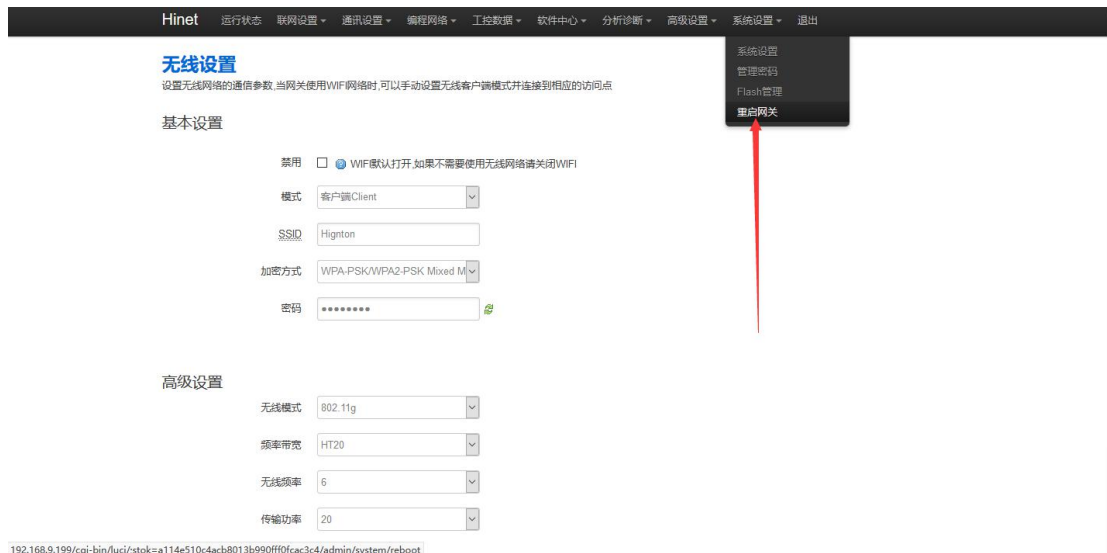 Hinet 运行状态 联网设置 通讯设置 编程网络 工控数据 软件中心 分析诊断 高级设置 系统设置 退出
系统设置
管理密码
Flash管理
重启网关
无线设置
设置无线网络的通信参数,当网关使用WIFI网络时,可以手动设置无线客户端模式并连接到相应的访问点
基本设置
禁用 WIFI默认打开,如果不需要使用无线网络请关闭WIFI
模式 客户端Client
SSID Hignton
加密方式 WPA-PSK/WPA2-PSK Mixed M
密码 ●●●●●●●●
高级设置
无线模式 802.11g
频率带宽 HT20
无线频率 6
传输功率 20
192.168.9.199/cgi-bin/luci/;stok=a114e510c4acb8013b990fff0fcac3c4/admin/system/reboot